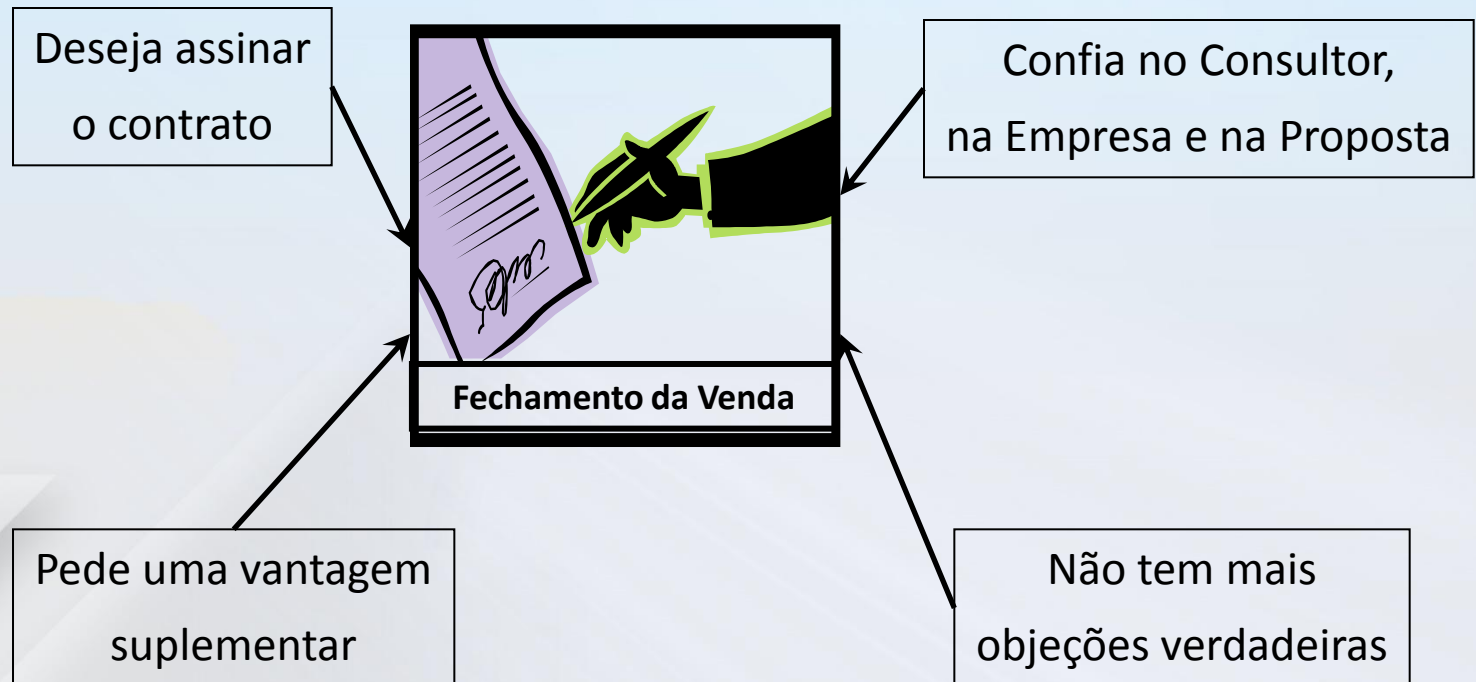 Deseja assinar
o contrato
Confia no Consultor,
na Empresa e na Proposta
Fechamento da Venda
Pede uma vantagem
suplementar
Não tem mais
objeções verdadeiras